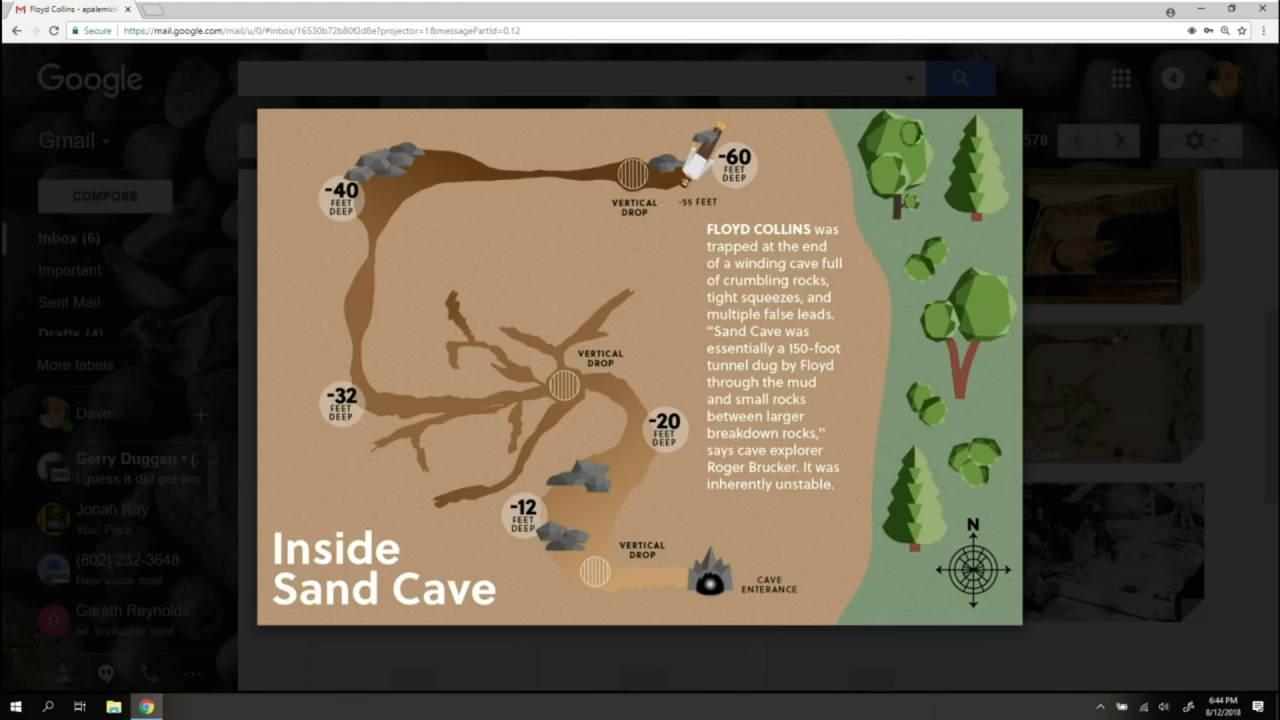 Floyd Collins - apalemick
Secure
https://mail.google.com/mail/u/0/#inbox/16530b72b80f2d8e?projector=1&messagePartId=0.12
Google
4
Gmail
578
COMPOSE
Inbox (6)
Important
Sent Mail
Drafts (4)
More labels
Dave
Gerry Duggan • (
I guess it did get wo
Jonah Ray
You: Fuck
(802) 232-3648
New voice mail
G
Gareth Reynolds
Invitation sent
-60
FEET
DEEP
-40
FEET
DEEP
VERTICAL
DROP
-55 FEET
FLOYD COLLINS was
trapped at the end
of a winding cave full
of crumbling rocks,
tight squeezes, and
multiple false leads.
"Sand Cave was
essentially a 150-foot
tunnel dug by Floyd
through the mud
and small rocks
between larger
breakdown rocks,"
says cave explorer
Roger Brucker. It was
inherently unstable.
VERTICAL
DROP
-32
FEET
DEEP
-20
FEET
DEEP
-12
FEET
DEEP
VERTICAL
DROP
CAVE
ENTERANCE
Inside
Sand Cave
N
6:44 PM
8/12/2018